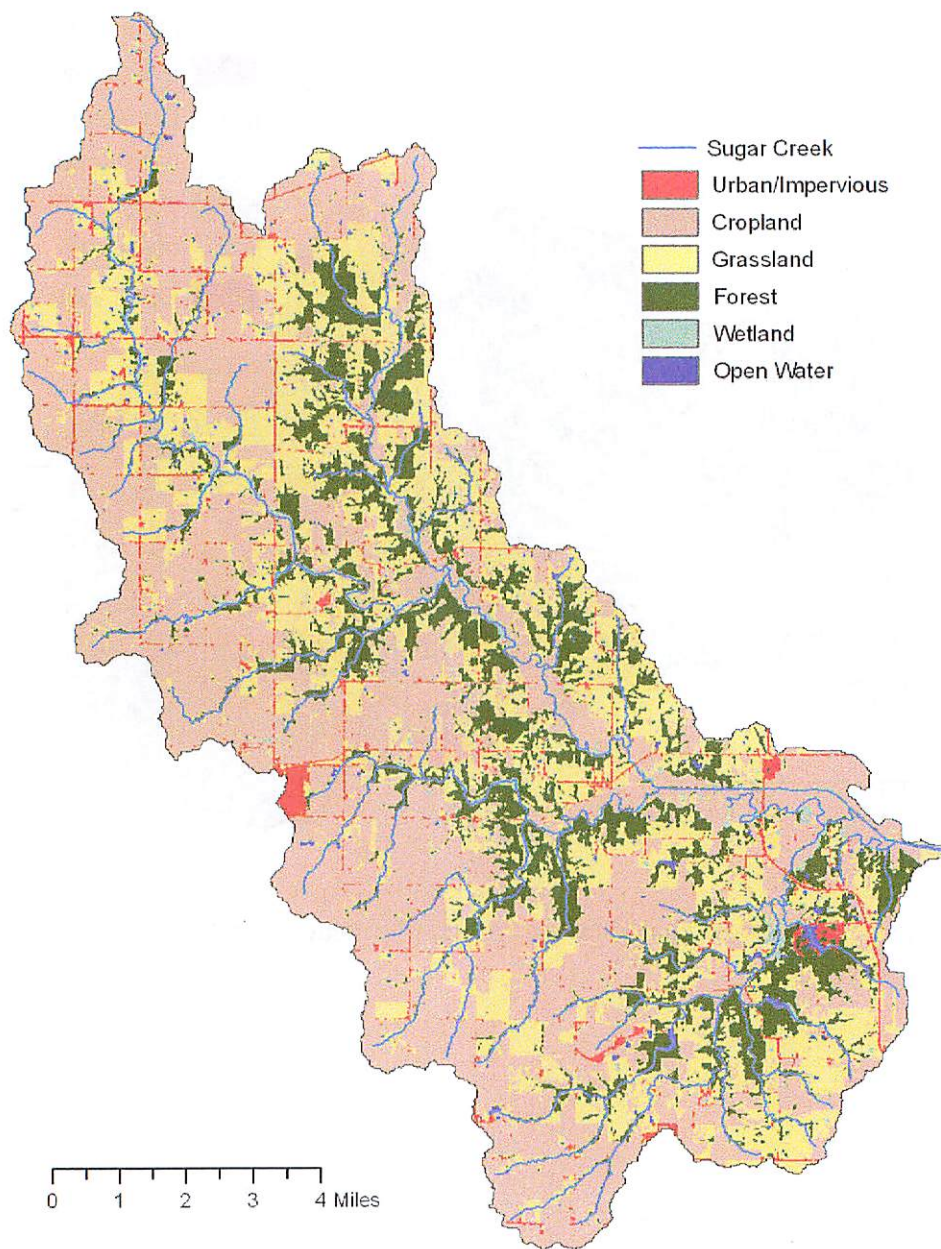 Sugar Creek
Urban/Impervious
Cropland
Grassland
Forest
Wetland
Open Water
0 1 2 3 4 Miles